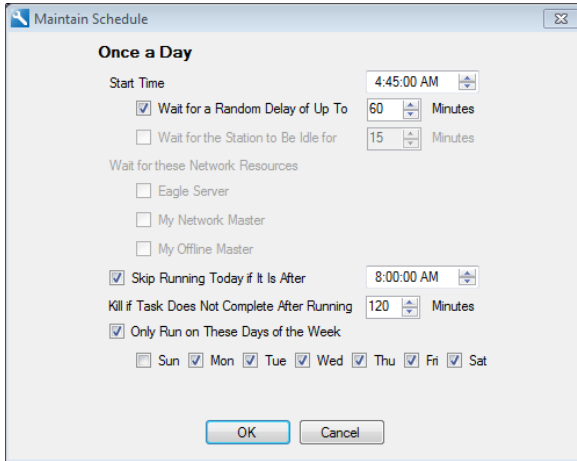 Maintain Schedule
Once a Day
Start Time 4:45:00 AM
Wait for a Random Delay of Up To 60 Minutes
Wait for the Station to Be Idle for 15 Minutes
Wait for these Network Resources
Eagle Server
My Network Master
My Offline Master
Skip Running Today if It Is After 8:00:00 AM
Kill if Task Does Not Complete After Running 120 Minutes
Only Run on These Days of the Week
Sun Mon Tue Wed Thu Fri Sat
OK Cancel